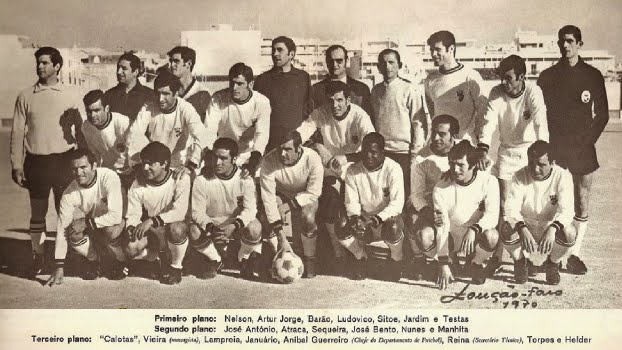 Lançao-Faro
1970
Primeiro plano: Nelson, Artur Jorge, Barão, Ludovico, Sitoe, Jardim e Testas
Segundo plano: José António, Atraca, Sequeira, José Bento, Nunes e Manhita
Terceiro plano: "Calotas", Vieira (massagista), Lampreia, Januário, Anibal Guerreiro (Chefe do Departamento de Futebol), Reina (Secretário Técnico), Torpes e Helder